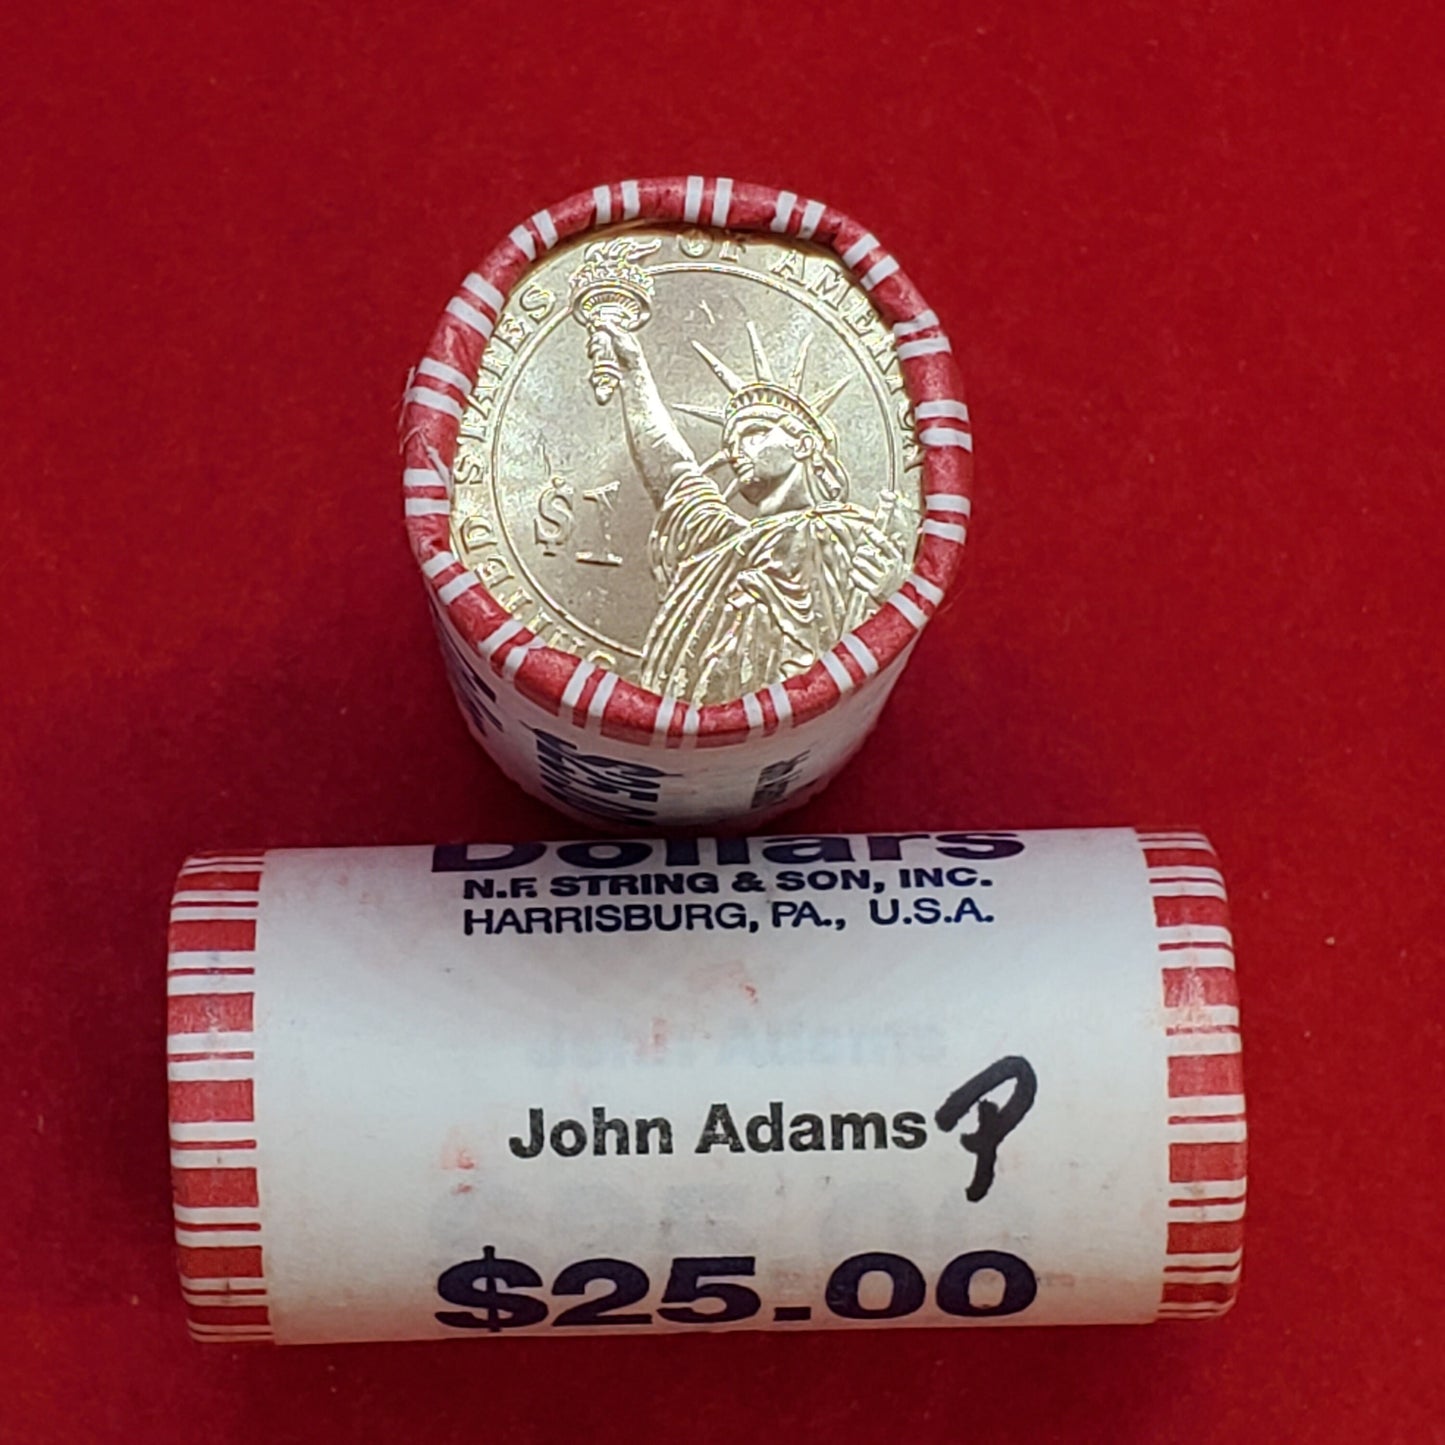 UNITED STATES OF AMERICA
$1
Dollars
N.F. STRING & SON, INC.
HARRISBURG, PA., U.S.A.
John Adams P
$25.00